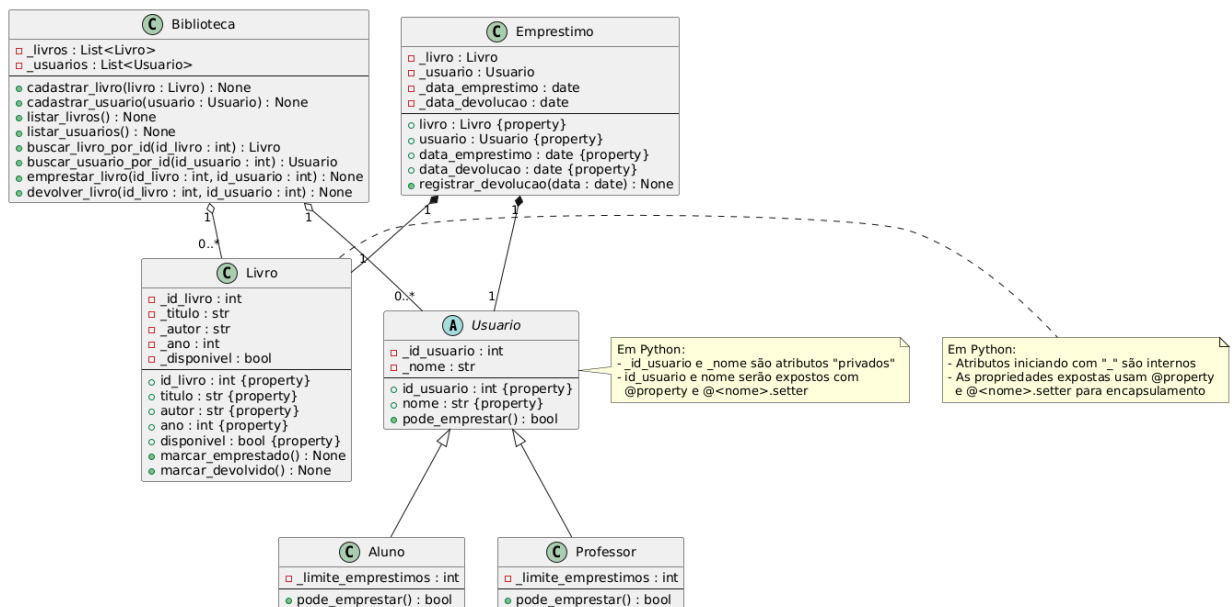 C Biblioteca
_livros : List<Livro>
_usuarios : List<Usuario>
cadastrar_livro(livro : Livro) : None
cadastrar_usuario(usuario : Usuario) : None
listar_livros() : None
listar_usuarios() : None
buscar_livro_por_id(id_livro : int) : Livro
buscar_usuario_por_id(id_usuario : int) : Usuario
emprestar_livro(id_livro : int, id_usuario : int) : None
devolver_livro(id_livro : int, id_usuario : int) : None
C Emprestimo
_livro : Livro
_usuario : Usuario
_data_emprestimo : date
_data_devolucao : date
livro : Livro {property}
usuario : Usuario {property}
data_emprestimo : date {property}
data_devolucao : date {property}
registrar_devolucao(data : date) : None
1
1
1
1
0..*
1
0..*
1
C Livro
_id_livro : int
_titulo : str
_autor : str
_ano : int
_disponivel : bool
id_livro : int {property}
titulo : str {property}
autor : str {property}
ano : int {property}
disponivel : bool {property}
marcar_emprestado() : None
marcar_devolvido() : None
A Usuario
_id_usuario : int
_nome : str
id_usuario : int {property}
nome : str {property}
pode_emprestar() : bool
Em Python:
- _id_usuario e _nome são atributos "privados"
- id_usuario e nome serão expostos com
@property e @<nome>.setter
Em Python:
- Atributos iniciando com "_" são internos
- As propriedades expostas usam @property
e @<nome>.setter para encapsulamento
C Aluno
_limite_emprestimos : int
pode_emprestar() : bool
C Professor
_limite_emprestimos : int
pode_emprestar() : bool